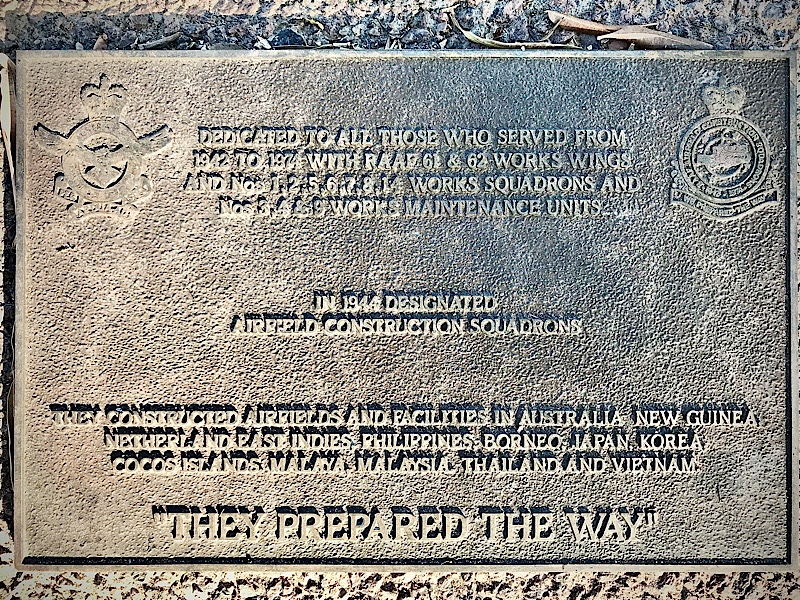 DEDICATED TO ALL THOSE WHO SERVED FROM
1942 TO 1974 WITH RAAF 61 & 62 WORKS WINGS
AND Nos 1, 2, 5, 6, 7, 8, WORKS SQUADRONS AND
Nos 3, 4 & 9 WORKS MAINTENANCE UNITS
IN 1944 DESIGNATED
AIRFIELD CONSTRUCTION SQUADRONS
THEY CONSTRUCTED AIRFIELDS AND FACILITIES IN AUSTRALIA, NEW GUINEA
NETHERLAND EAST INDIES, PHILIPPINES, BORNEO, JAPAN, KOREA
COCOS ISLANDS, MALAYA, MALAYSIA, THAILAND AND VIETNAM
"THEY PREPARED THE WAY"